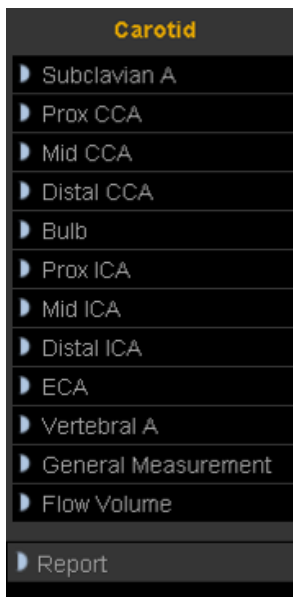 Carotid
Subclavian A
Prox CCA
Mid CCA
Distal CCA
Bulb
Prox ICA
Mid ICA
Distal ICA
ECA
Vertebral A
General Measurement
Flow Volume
Report